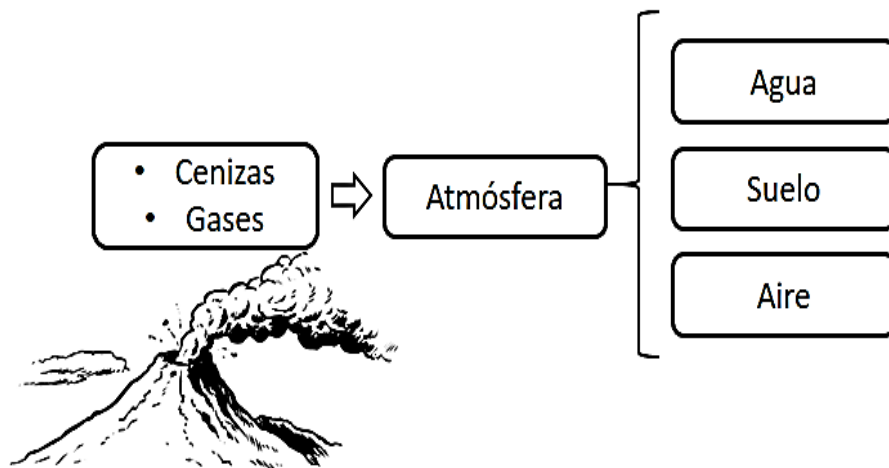 • Cenizas
• Gases
Atmósfera
Agua
Suelo
Aire